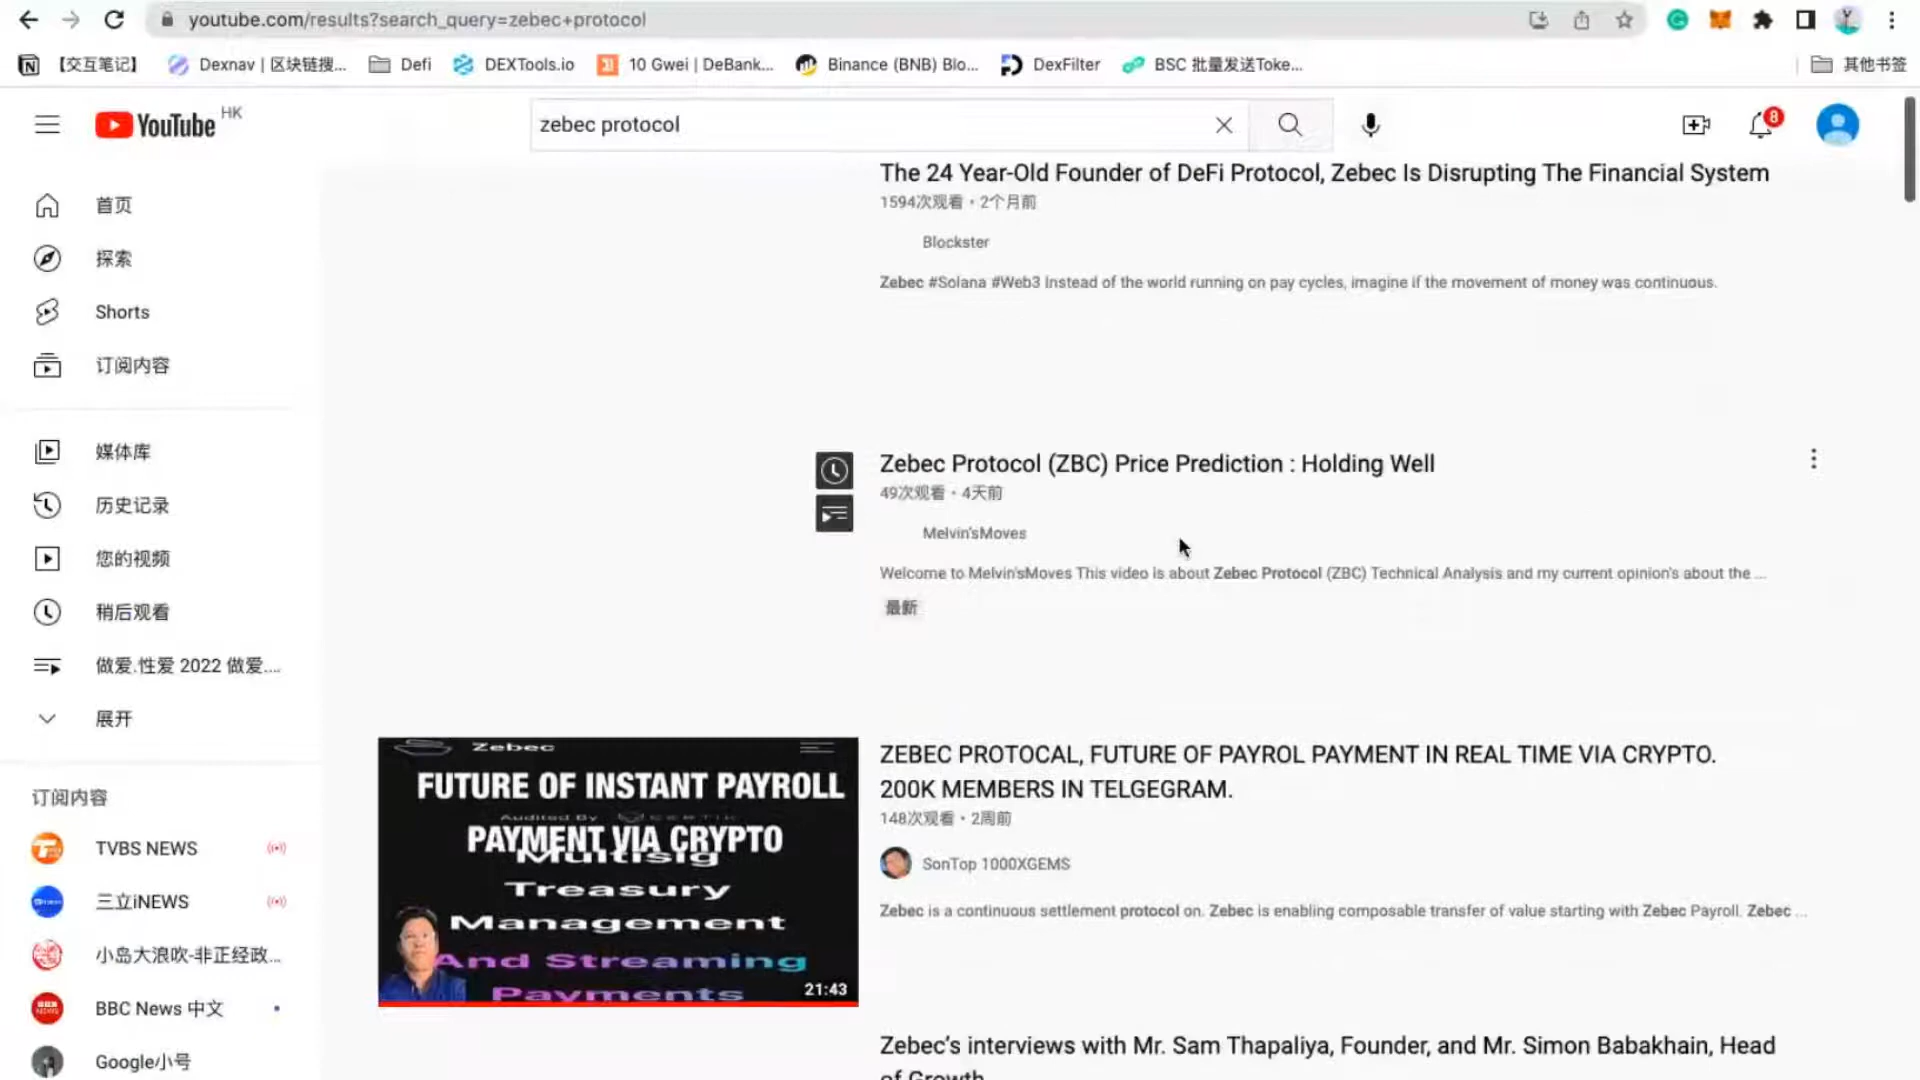 youtube.com/results?search_query=zebec+protocol
【交互笔记】
Dexnav | 区块链搜...
Defi
DEXTools.io
10 Gwei | DeBank...
Binance (BNB) Blo...
DexFilter
BSC 批量发送Toke...
其他书签
YouTube HK
zebec protocol
8
首页
探索
Shorts
订阅内容
媒体库
历史记录
您的视频
稍后观看
做爱.性爱 2022 做爱....
展开
订阅内容
TVBS NEWS
三立iNEWS
小岛大浪吹-非正经政...
BBC News 中文
Google小号
The 24 Year-Old Founder of DeFi Protocol, Zebec Is Disrupting The Financial System
1594次观看・2个月前
Blockster
Zebec #Solana #Web3 Instead of the world running on pay cycles, imagine if the movement of money was continuous.
Zebec Protocol (ZBC) Price Prediction : Holding Well
49次观看・4天前
Melvin'sMoves
Welcome to Melvin'sMoves This video is about Zebec Protocol (ZBC) Technical Analysis and my current opinion's about the ...
最新
Zebec
FUTURE OF INSTANT PAYROLL
Audited By CERTIK
PAYMENT VIA CRYPTO
Multisig
Treasury
Management
And Streaming
Payments
21:43
ZEBEC PROTOCAL, FUTURE OF PAYROL PAYMENT IN REAL TIME VIA CRYPTO.
200K MEMBERS IN TELGEGRAM.
148次观看・2周前
SonTop 1000XGEMS
Zebec is a continuous settlement protocol on. Zebec is enabling composable transfer of value starting with Zebec Payroll. Zebec ...
Zebec's interviews with Mr. Sam Thapaliya, Founder, and Mr. Simon Babakhain, Head
of Growth